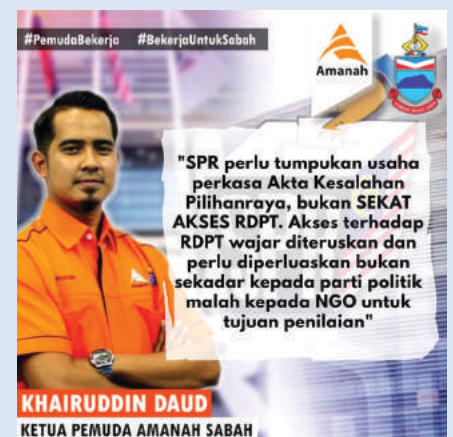 #PemudaBekerja #BekerjaUntukSabah
Amanah
"SPR perlu tumpukan usaha
perkasa Akta Kesalahan
Pilihanraya, bukan SEKAT
AKSES RDPT. Akses terhadap
RDPT wajar diteruskan dan
perlu diperluaskan bukan
sekadar kepada parti politik
malah kepada NGO untuk
tujuan penilaian"
KHAIRUDDIN DAUD
KETUA PEMUDA AMANAH SABAH